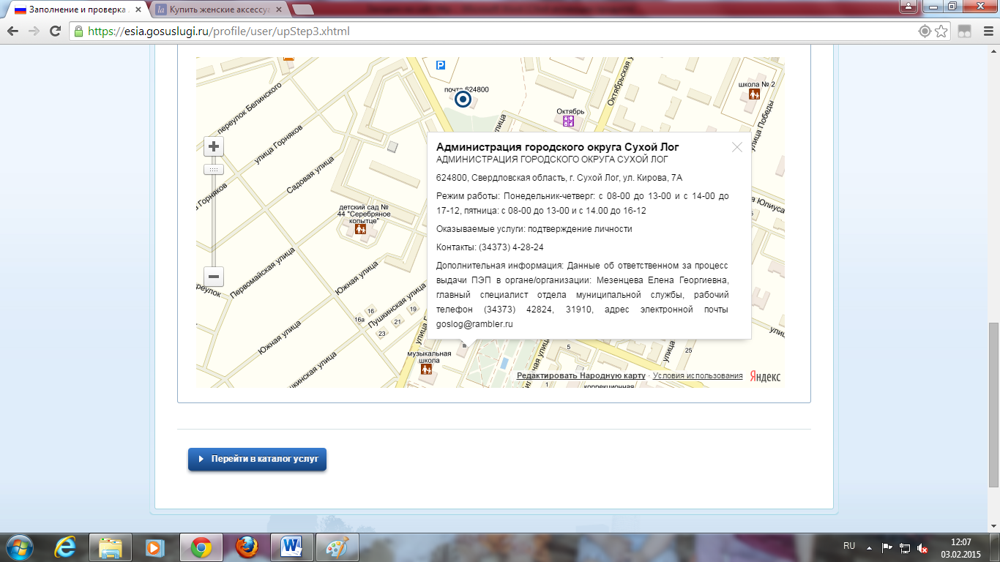 Заполнение и проверка
Купить женские аксессуа
https://esia.gosuslugi.ru/profile/user/upStep3.xhtml
почта 624800
Октябрь
школа № 2
переулок Белинского
улица Горняков
Садовая улица
Горняков
детский сад №
44 "Серебряное
копытце"
Первомайская улица
Южная улица
Пушкинская улица
Южная улица
шкинская улица
Октябрьская у
улица Победы
а Юлиуса
реулок
16
16а
19
21
23
музыкальная
школа
5
25
1
коррекционная
Администрация городского округа Сухой Лог
АДМИНИСТРАЦИЯ ГОРОДСКОГО ОКРУГА СУХОЙ ЛОГ
624800, Свердловская область, г. Сухой Лог, ул. Кирова, 7А
Режим работы: Понедельник-четверг: с 08-00 до 13-00 и с 14-00 до
17-12, пятница: с 08-00 до 13-00 и с 14.00 до 16-12
Оказываемые услуги: подтверждение личности
Контакты: (34373) 4-28-24
Дополнительная информация: Данные об ответственном за процесс
выдачи ПЭП в органе/организации: Мезенцева Елена Георгиевна,
главный специалист отдела муниципальной службы, рабочий
телефон (34373) 42824, 31910, адрес электронной почты
goslog@rambler.ru
Редактировать Народную карту · Условия использования
Яндекс
Перейти в каталог услуг
RU
12:07
03.02.2015